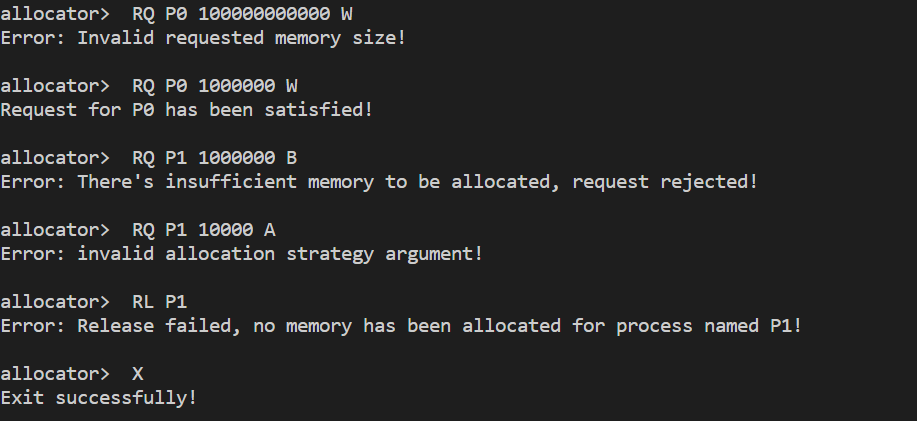 allocator>  RQ P0 100000000000 W
Error: Invalid requested memory size!
allocator>  RQ P0 1000000 W
Request for P0 has been satisfied!
allocator>  RQ P1 1000000 B
Error: There's insufficient memory to be allocated, request rejected!
allocator>  RQ P1 10000 A
Error: invalid allocation strategy argument!
allocator>  RL P1
Error: Release failed, no memory has been allocated for process named P1!
allocator>  X
Exit successfully!